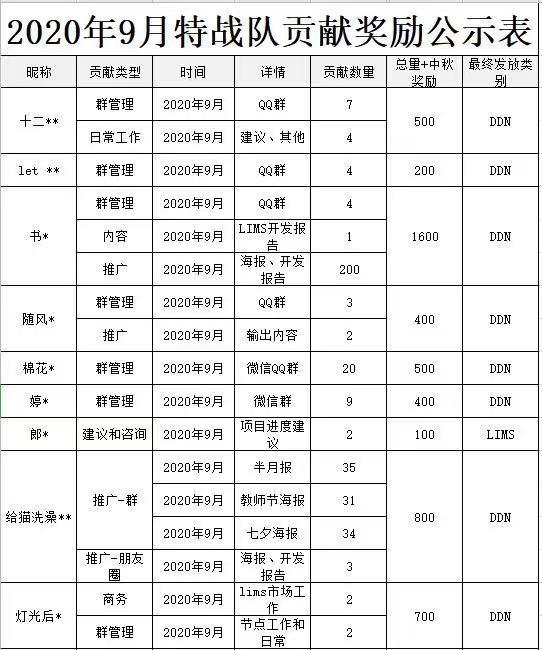 2020年9月特战队贡献奖励公示表
昵称 贡献类型 时间 详情 贡献数量 总量+中秋奖励 最终发放类别
十二** 群管理 2020年9月 QQ群 7 500 DDN
日常工作 2020年9月 建议、其他 4
let ** 群管理 2020年9月 QQ群 4 200 DDN
书* 群管理 2020年9月 QQ群 4 1600 DDN
内容 2020年9月 LIMS开发报告 1
推广 2020年9月 海报、开发报告 200
随风* 群管理 2020年9月 QQ群 3 400 DDN
推广 2020年9月 输出内容 2
棉花* 群管理 2020年9月 微信QQ群 20 500 DDN
婷* 群管理 2020年9月 微信群 9 400 DDN
郎* 建议和咨询 2020年9月 项目进度建议 2 100 LIMS
给猫洗澡** 推广-群 2020年9月 半月报 35 800 DDN
2020年9月 教师节海报 31
2020年9月 七夕海报 34
推广-朋友圈 2020年9月 海报、开发报告 3
灯光后* 商务 2020年9月 lims市场工作 2 700 DDN
群管理 2020年9月 节点工作和日常 2